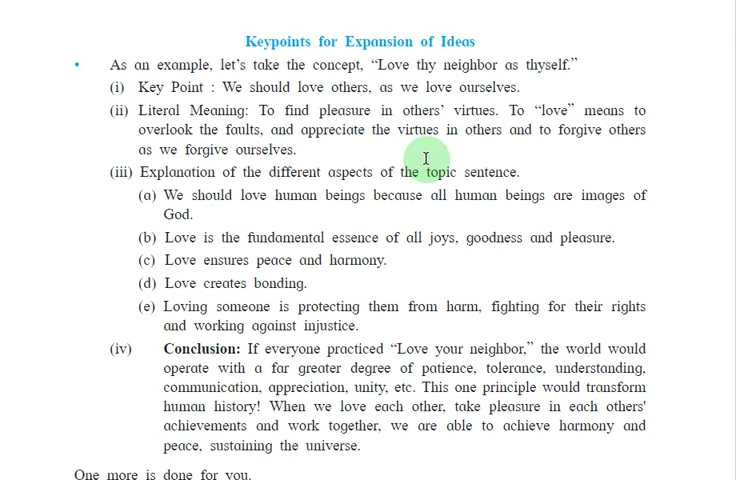 Keypoints for Expansion of Ideas
• As an example, let's take the concept, “Love thy neighbor as thyself.”
(i) Key Point : We should love others, as we love ourselves.
(ii) Literal Meaning: To find pleasure in others' virtues. To “love” means to
overlook the faults, and appreciate the virtues in others and to forgive others
as we forgive ourselves.
(iii) Explanation of the different aspects of the topic sentence.
(a) We should love human beings because all human beings are images of
God.
(b) Love is the fundamental essence of all joys, goodness and pleasure.
(c) Love ensures peace and harmony.
(d) Love creates bonding.
(e) Loving someone is protecting them from harm, fighting for their rights
and working against injustice.
(iv) Conclusion: If everyone practiced “Love your neighbor,” the world would
operate with a far greater degree of patience, tolerance, understanding,
communication, appreciation, unity, etc. This one principle would transform
human history! When we love each other, take pleasure in each others'
achievements and work together, we are able to achieve harmony and
peace, sustaining the universe.
One more is done for you.